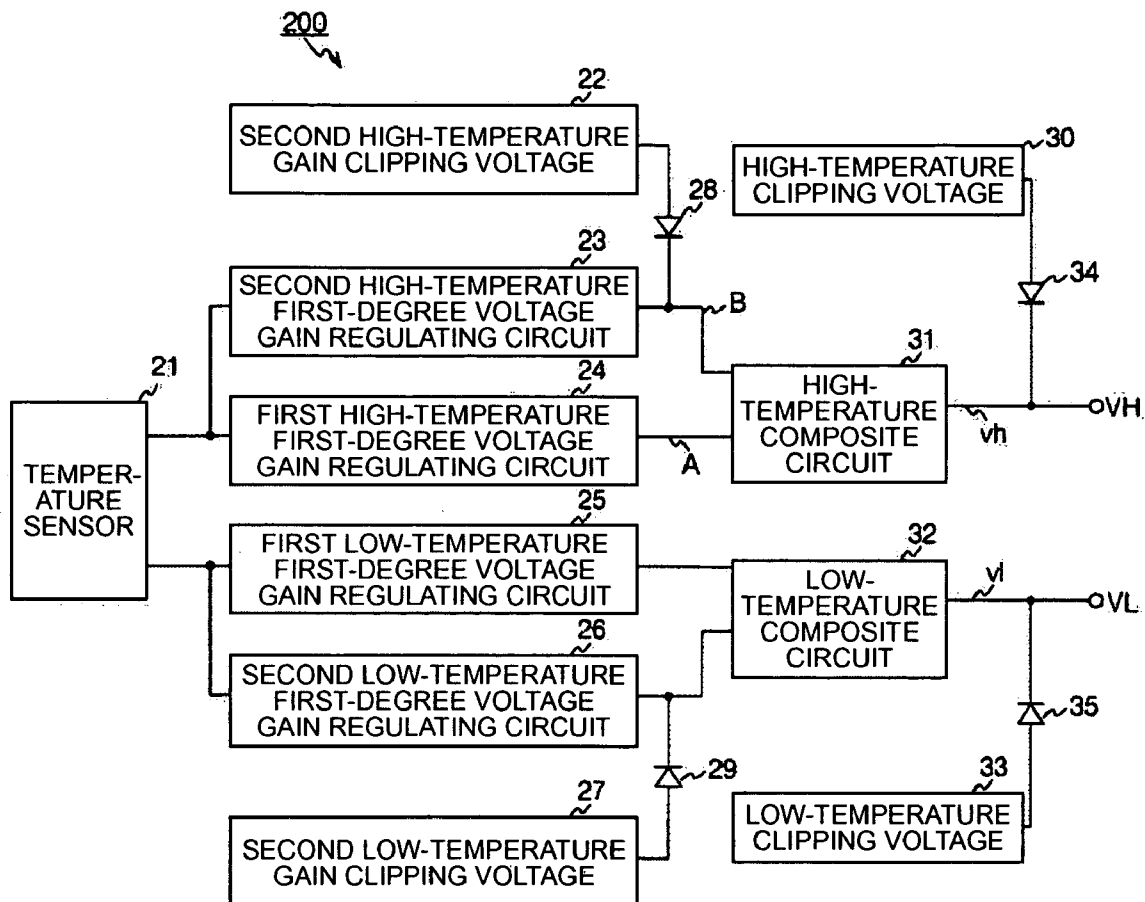 200
22
SECOND HIGH-TEMPERATURE
GAIN CLIPPING VOLTAGE
30
HIGH-TEMPERATURE
CLIPPING VOLTAGE
28
34
23
SECOND HIGH-TEMPERATURE
FIRST-DEGREE VOLTAGE
GAIN REGULATING CIRCUIT
B
21
TEMPER-
ATURE
SENSOR
24
FIRST HIGH-TEMPERATURE
FIRST-DEGREE VOLTAGE
GAIN REGULATING CIRCUIT
A
31
HIGH-
TEMPERATURE
COMPOSITE
CIRCUIT
vh
VH
25
FIRST LOW-TEMPERATURE
FIRST-DEGREE VOLTAGE
GAIN REGULATING CIRCUIT
32
LOW-
TEMPERATURE
COMPOSITE
CIRCUIT
vl
VL
26
SECOND LOW-TEMPERATURE
FIRST-DEGREE VOLTAGE
GAIN REGULATING CIRCUIT
35
29
27
SECOND LOW-TEMPERATURE
GAIN CLIPPING VOLTAGE
33
LOW-TEMPERATURE
CLIPPING VOLTAGE